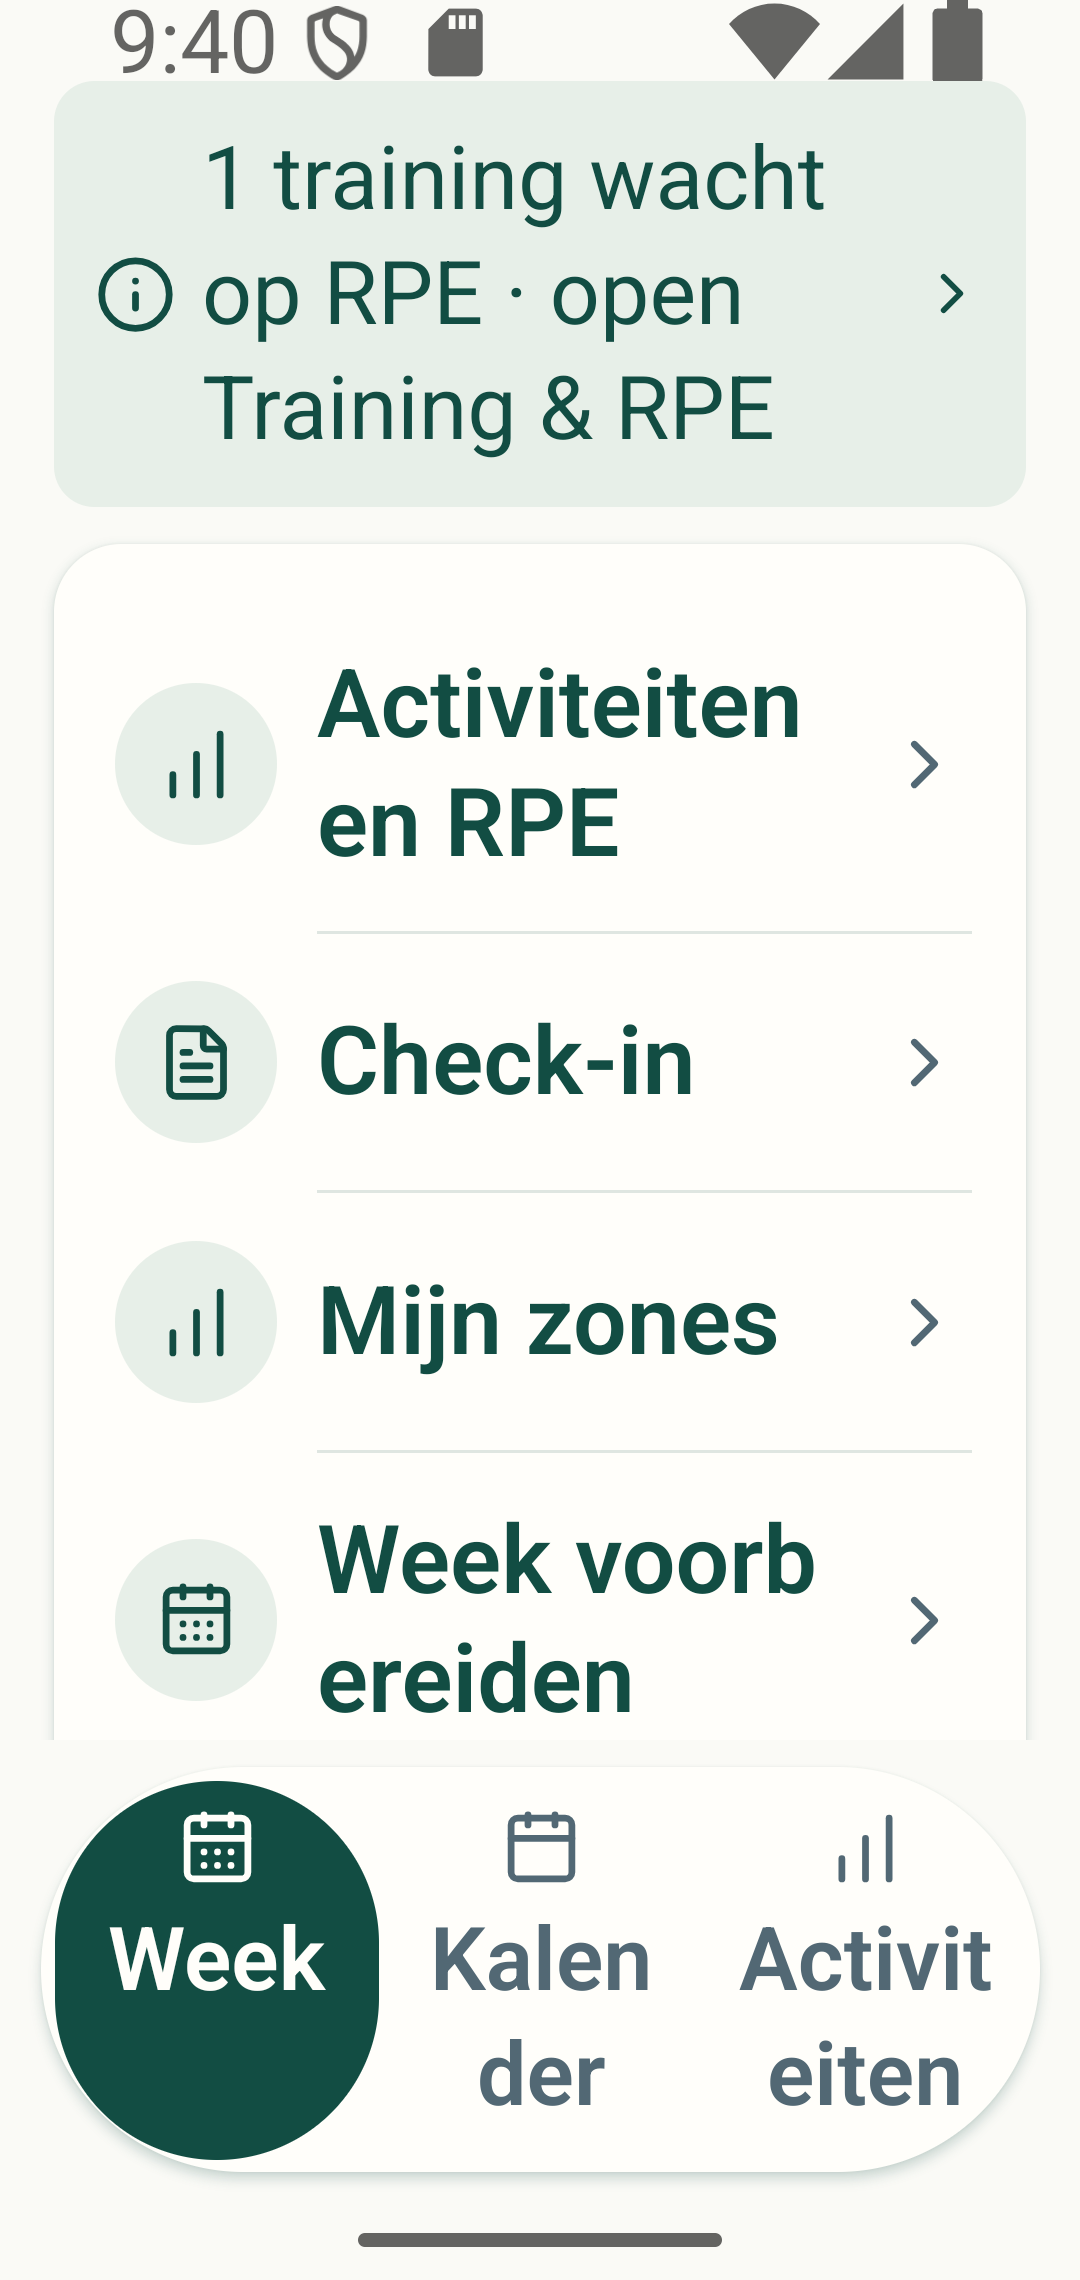 9:40
1 training wacht
op RPE · open
Training & RPE
Activiteiten
en RPE
Check-in
Mijn zones
Week voorb
ereiden
Week
Kalen
der
Activit
eiten